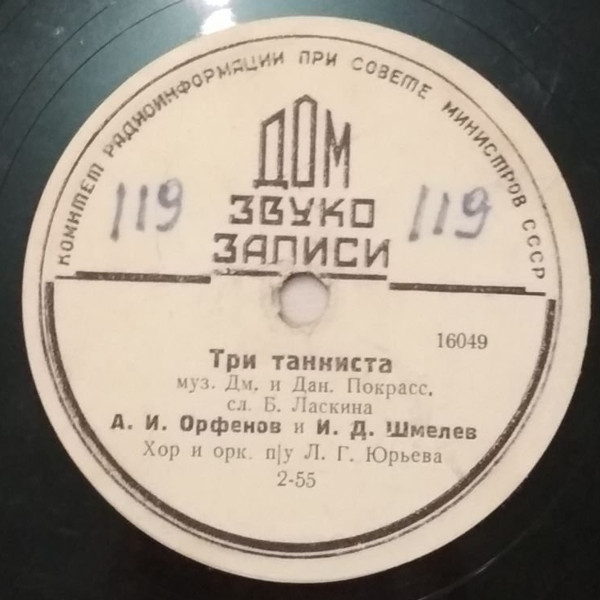 КОМИТЕТ РАДИОИНФОРМАЦИИ ПРИ СОВЕТЕ МИНИСТРОВ СССР
ДОМ
ЗВУКО
ЗАПИСИ
119
119
16049
Три танкиста
муз. Дм. и Дан. Покрасс,
сл. Б. Ласкина
А. И. Орфенов и И. Д. Шмелев
Хор и орк. п/у Л. Г. Юрьева
2-55